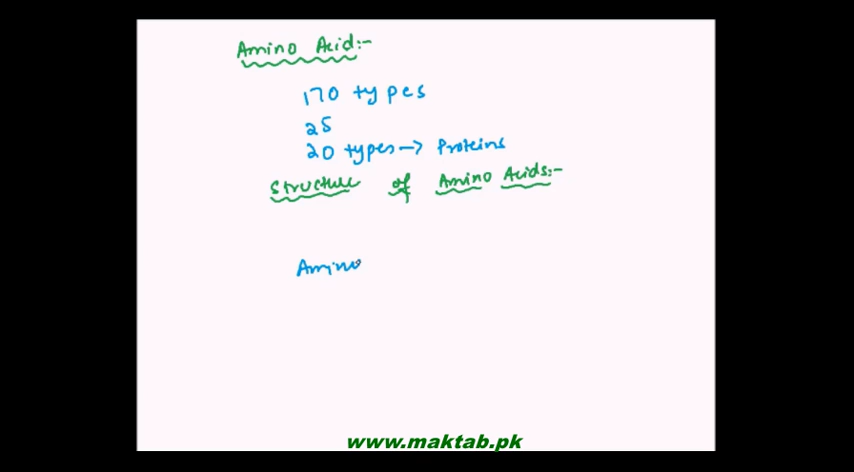 Amino Acid:-
170 types
25
20 types -> Proteins
Structure of Amino Acids:-
Amino
www.maktab.pk